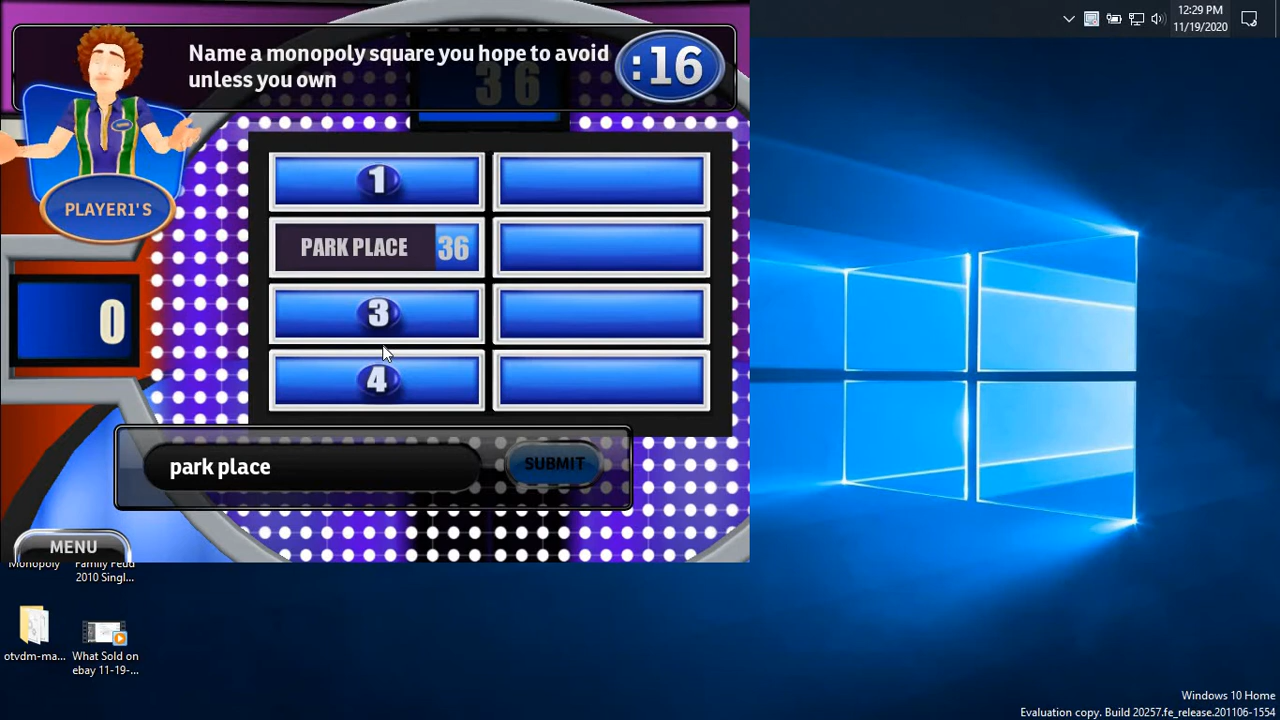 12:29 PM
11/19/2020
Name a monopoly square you hope to avoid
unless you own
:16
36
PLAYER1'S
1
PARK PLACE 36
3
4
0
park place
SUBMIT
MENU
Monopoly
Family Feud
2010 Singl...
otvdm-ma...
What Sold on
ebay 11-19-...
Windows 10 Home
Evaluation copy. Build 20257.fe_release.201106-1554